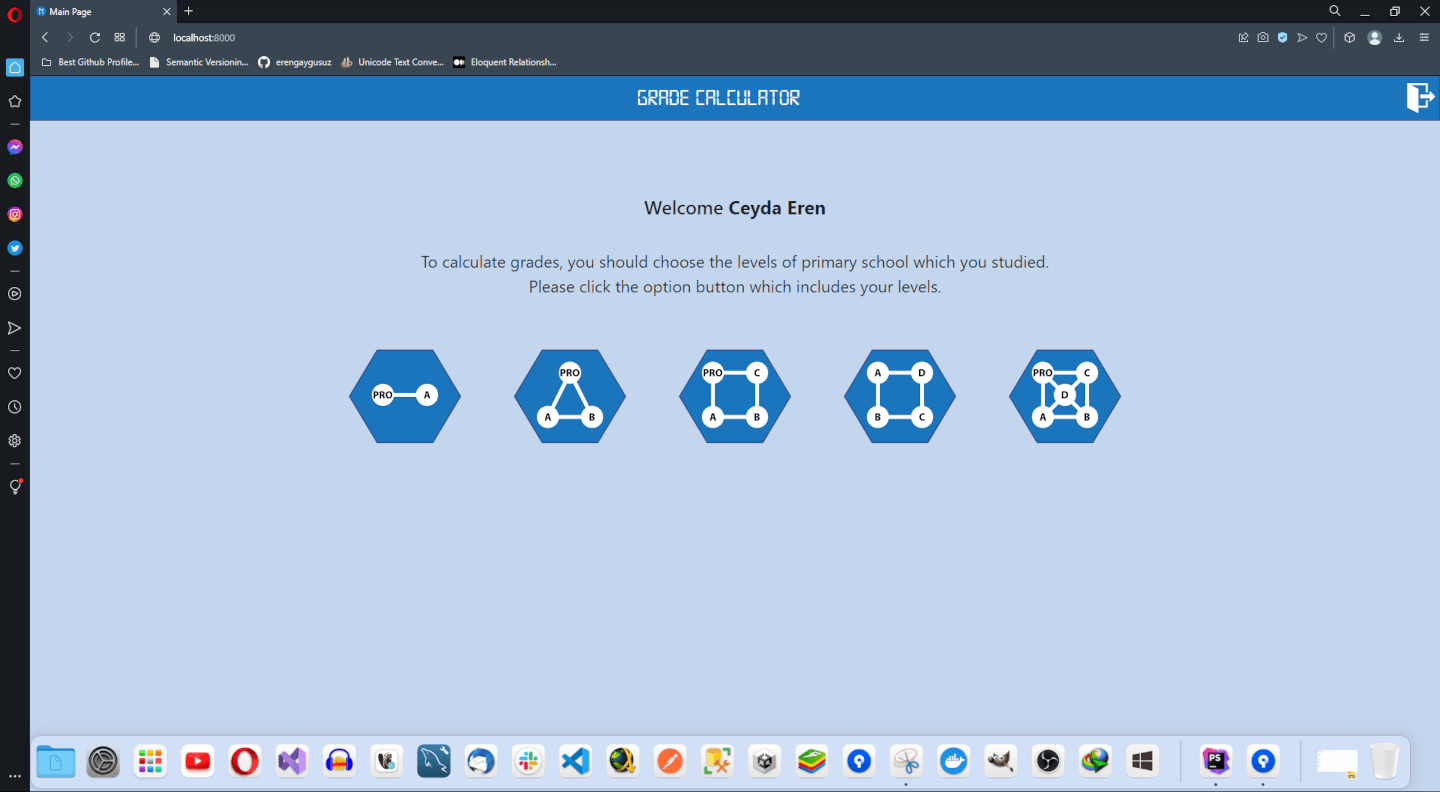 Main Page
localhost:8000
Best Github Profile...
Semantic Versionin...
erengaygusuz
Unicode Text Conve...
Eloquent Relationsh...
GRADE CALCULATOR
Welcome Ceyda Eren
To calculate grades, you should choose the levels of primary school which you studied.
Please click the option button which includes your levels.
PRO A
PRO
A B
PRO C
A B
A D
B C
PRO C
D
A B
PS